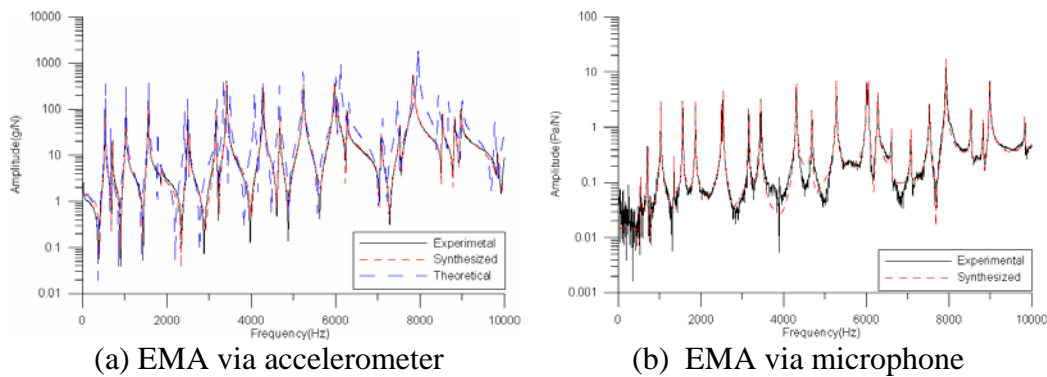 10000
1000
100
10
1
0.1
0.01
Amplitude(g/N)
0 2000 4000 6000 8000 10000
Frequency(Hz)
Experimetal
Synthesized
Theoretical
(a) EMA via accelerometer
100
10
1
0.1
0.01
0.001
Amplitude(Pa/N)
0 2000 4000 6000 8000 10000
Frequency(Hz)
Experimental
Synthesized
(b) EMA via microphone